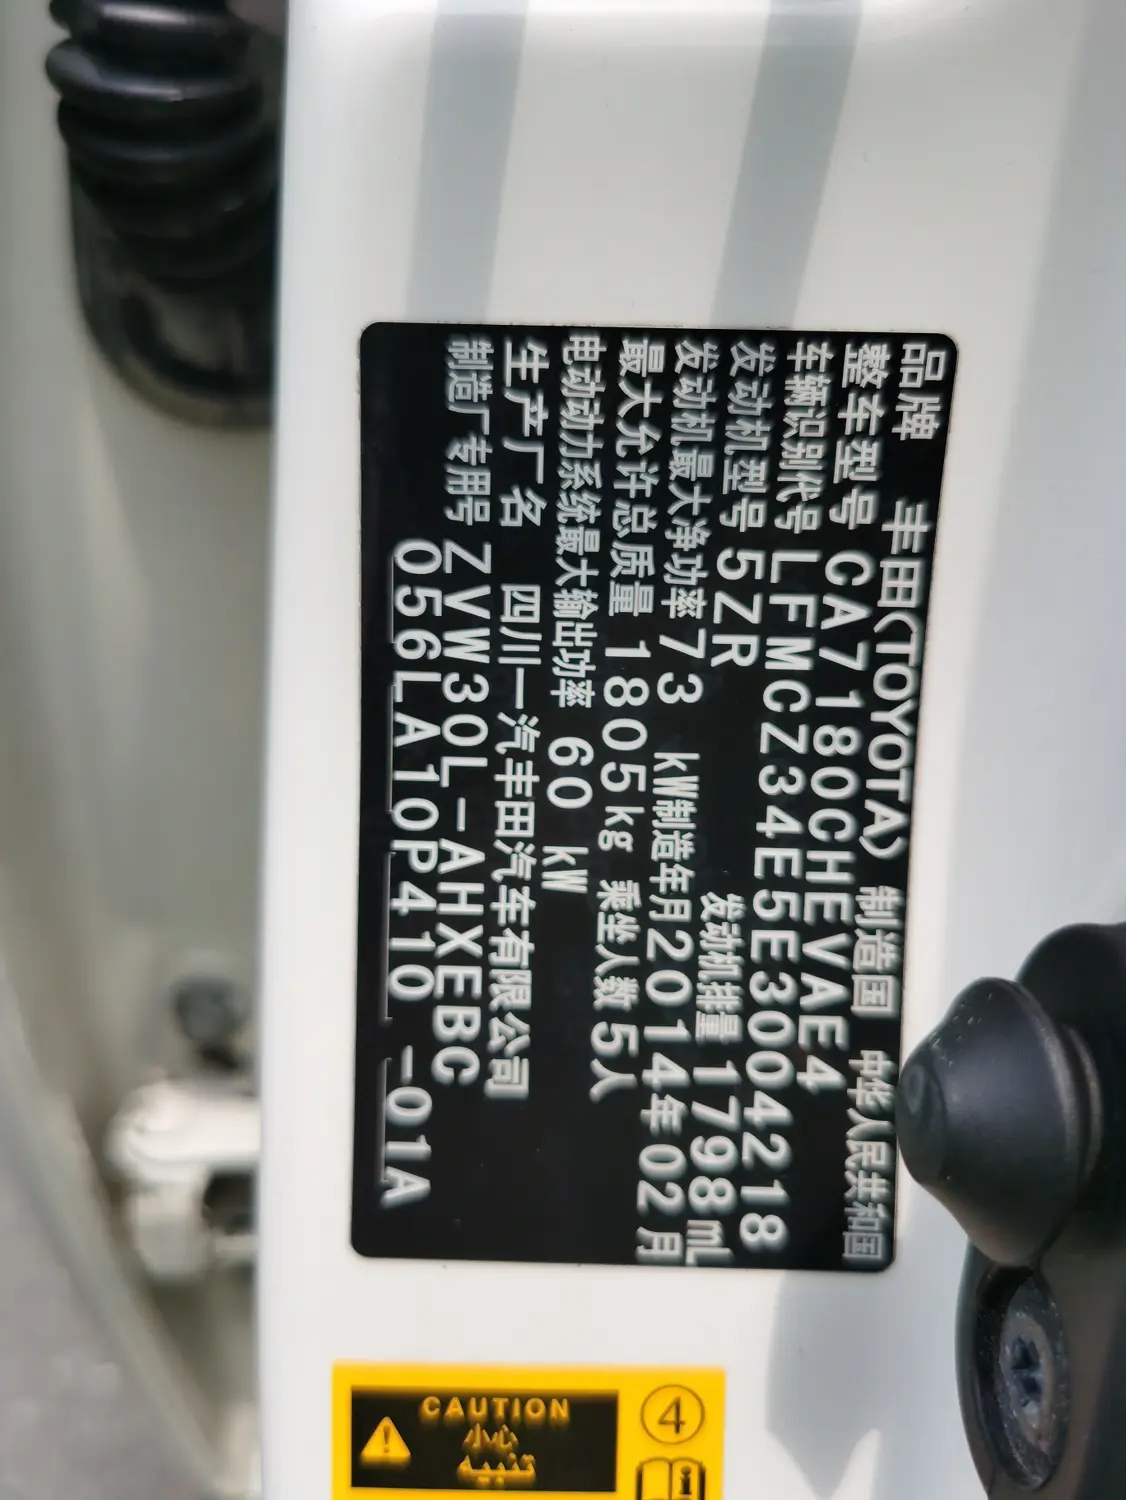 品牌 丰田(TOYOTA) 制造国 中华人民共和国
整车型号 CA7180CHEVAE4
车辆识别代号 LFMCZ34E5E3004218
发动机型号 5ZR 发动机排量 1798mL
发动机最大净功率 73 kW 制造年月 2014年02月
最大允许总质量 1805kg 乘坐人数 5人
电动动力系统最大输出功率 60 kW
生产厂名 四川一汽丰田汽车有限公司
制造厂专用号 ZVW30L-AHXEBC
056LA10P410 -01A
CAUTION
小心
تنبيه
4
i